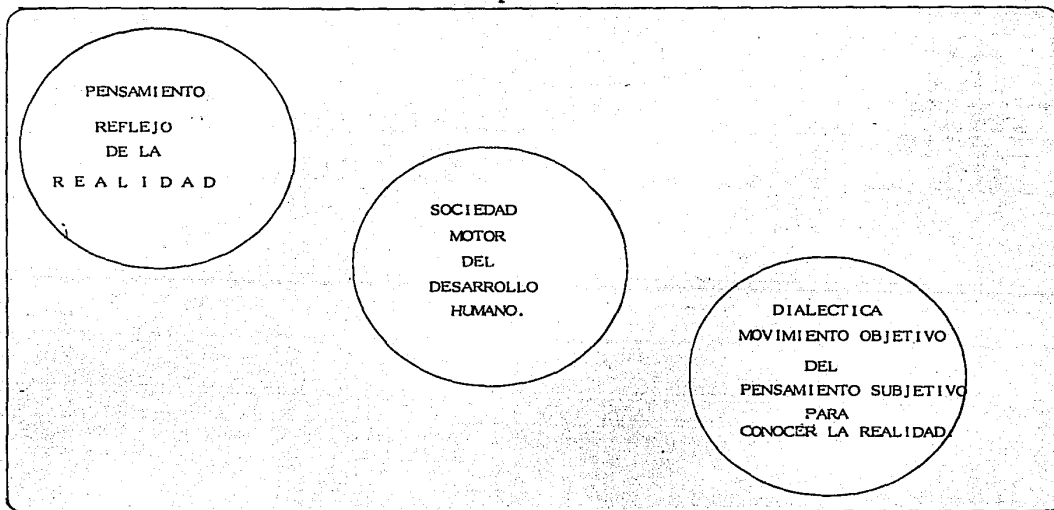 PENSAMIENTO
REFLEJO
DE LA
R E A L I D A D
SOCIEDAD
MOTOR
DEL
DESARROLLO
HUMANO.
DIALECTICA
MOVIMIENTO OBJETIVO
DEL
PENSAMIENTO SUBJETIVO
PARA
CONOCER LA REALIDAD.